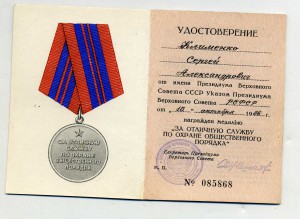 ЗА ОТЛИЧНУЮ
СЛУЖБУ
ПО ОХРАНЕ
ОБЩЕСТВЕННОГО
ПОРЯДКА
УДОСТОВЕРЕНИЕ
Клименко
Сергей
Александрович
от имени Президиума Верховного
Совета СССР Указом Президиума
Верховного Совета РСФСР
от „10“ октября 1986 г.
награжден медалью
„ЗА ОТЛИЧНУЮ СЛУЖБУ
ПО ОХРАНЕ ОБЩЕСТВЕННОГО
ПОРЯДКА“
Секретарь Президиума
Верховного Совета
М. П.
№ 085868